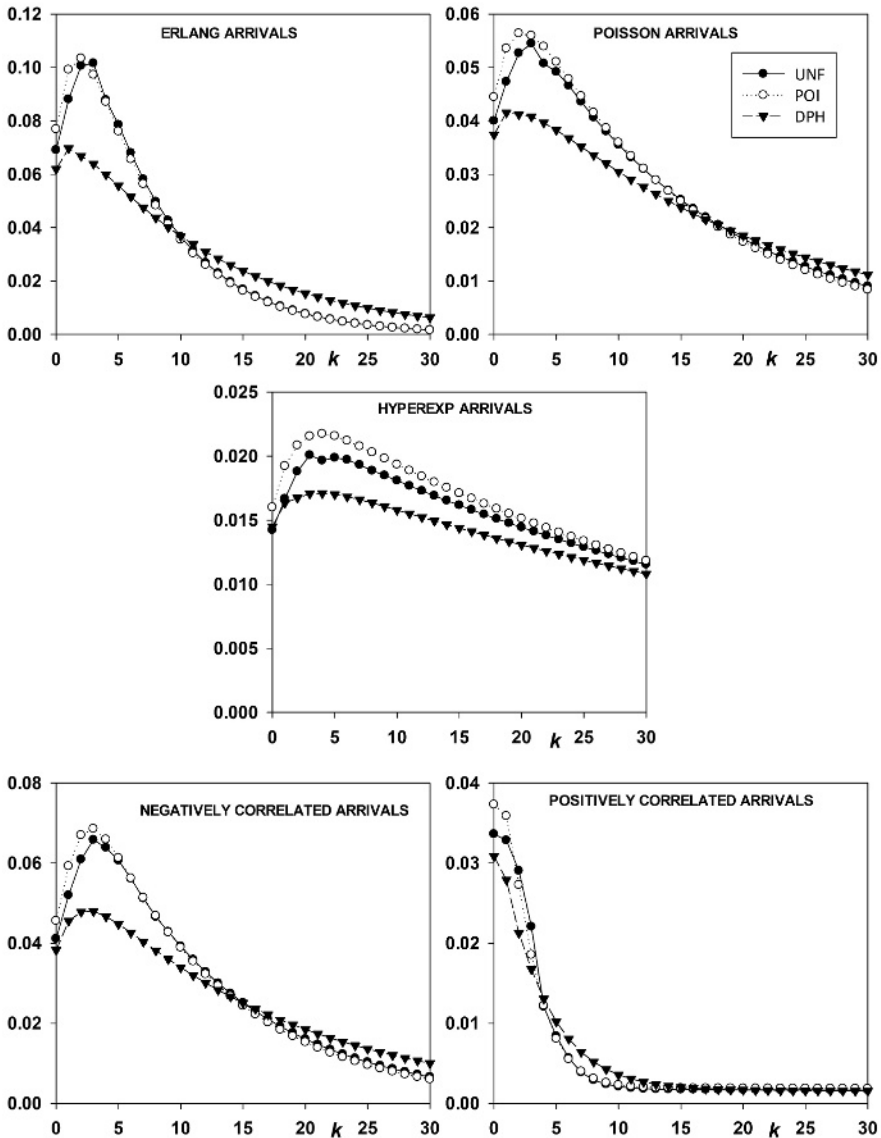 ERLANG ARRIVALS
0.12
0.10
0.08
0.06
0.04
0.02
0.00
0 5 10 15 20 k 25 30
POISSON ARRIVALS
UNF
POI
DPH
0.06
0.05
0.04
0.03
0.02
0.01
0.00
0 5 10 15 20 k 25 30
HYPEREXP ARRIVALS
0.025
0.020
0.015
0.010
0.005
0.000
0 5 10 15 20 k 25 30
NEGATIVELY CORRELATED ARRIVALS
0.08
0.06
0.04
0.02
0.00
0 5 10 15 20 k 25 30
POSITIVELY CORRELATED ARRIVALS
0.04
0.03
0.02
0.01
0.00
0 5 10 15 20 k 25 30